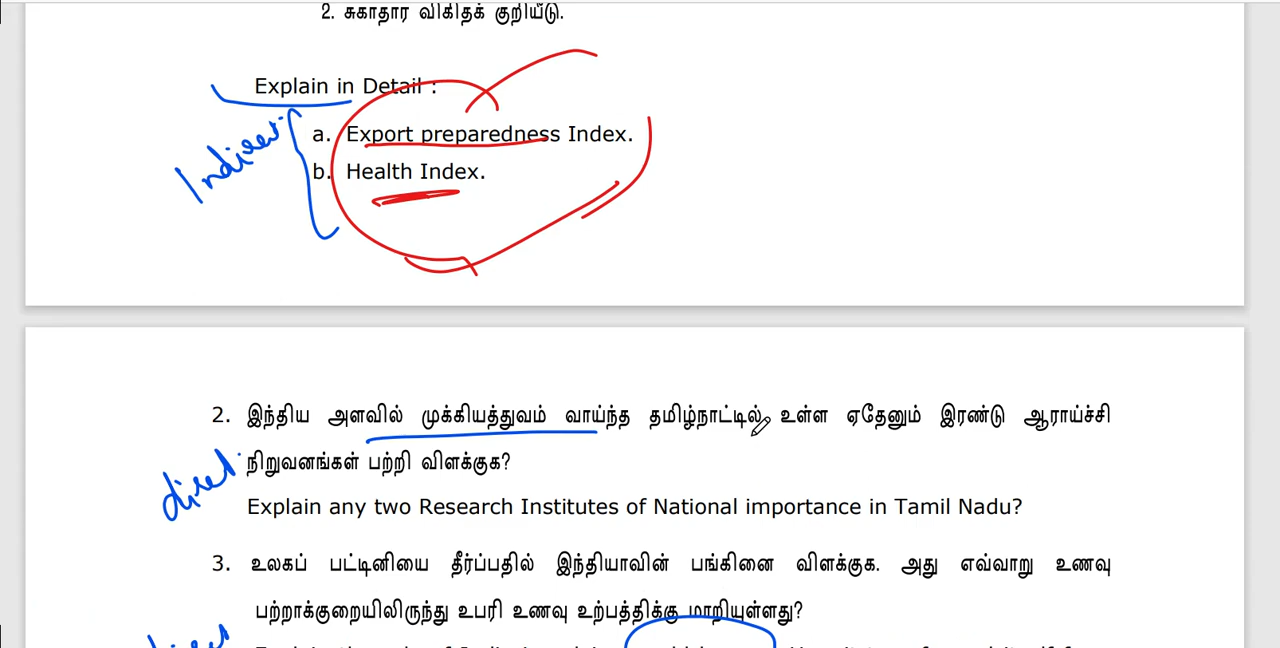 2. சுகாதார விகிதக் குறியீடு.
Explain in Detail :
Indirect
a. Export preparedness Index.
b. Health Index.
2. இந்திய அளவில் முக்கியத்துவம் வாய்ந்த தமிழ்நாட்டில் உள்ள ஏதேனும் இரண்டு ஆராய்ச்சி
நிறுவனங்கள் பற்றி விளக்குக?
direct
Explain any two Research Institutes of National importance in Tamil Nadu?
3. உலகப் பட்டினியை தீர்ப்பதில் இந்தியாவின் பங்கினை விளக்குக. அது எவ்வாறு உணவு
பற்றாக்குறையிலிருந்து உபரி உணவு உற்பத்திக்கு மாறியுள்ளது?
direct